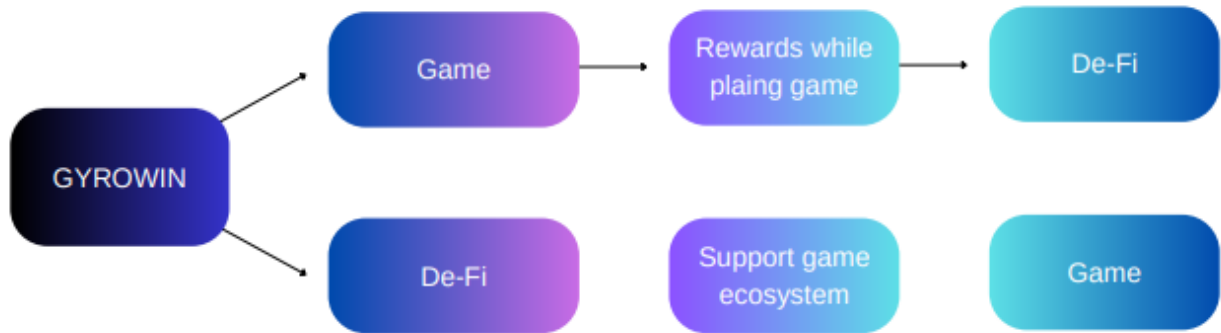 Game
Rewards while
plaing game
De-Fi
GYROWIN
De-Fi
Support game
ecosystem
Game